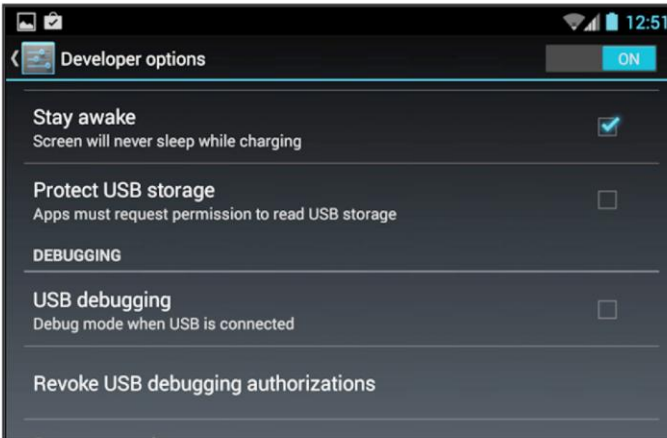 12:51
Developer options
ON
Stay awake
Screen will never sleep while charging
Protect USB storage
Apps must request permission to read USB storage
DEBUGGING
USB debugging
Debug mode when USB is connected
Revoke USB debugging authorizations